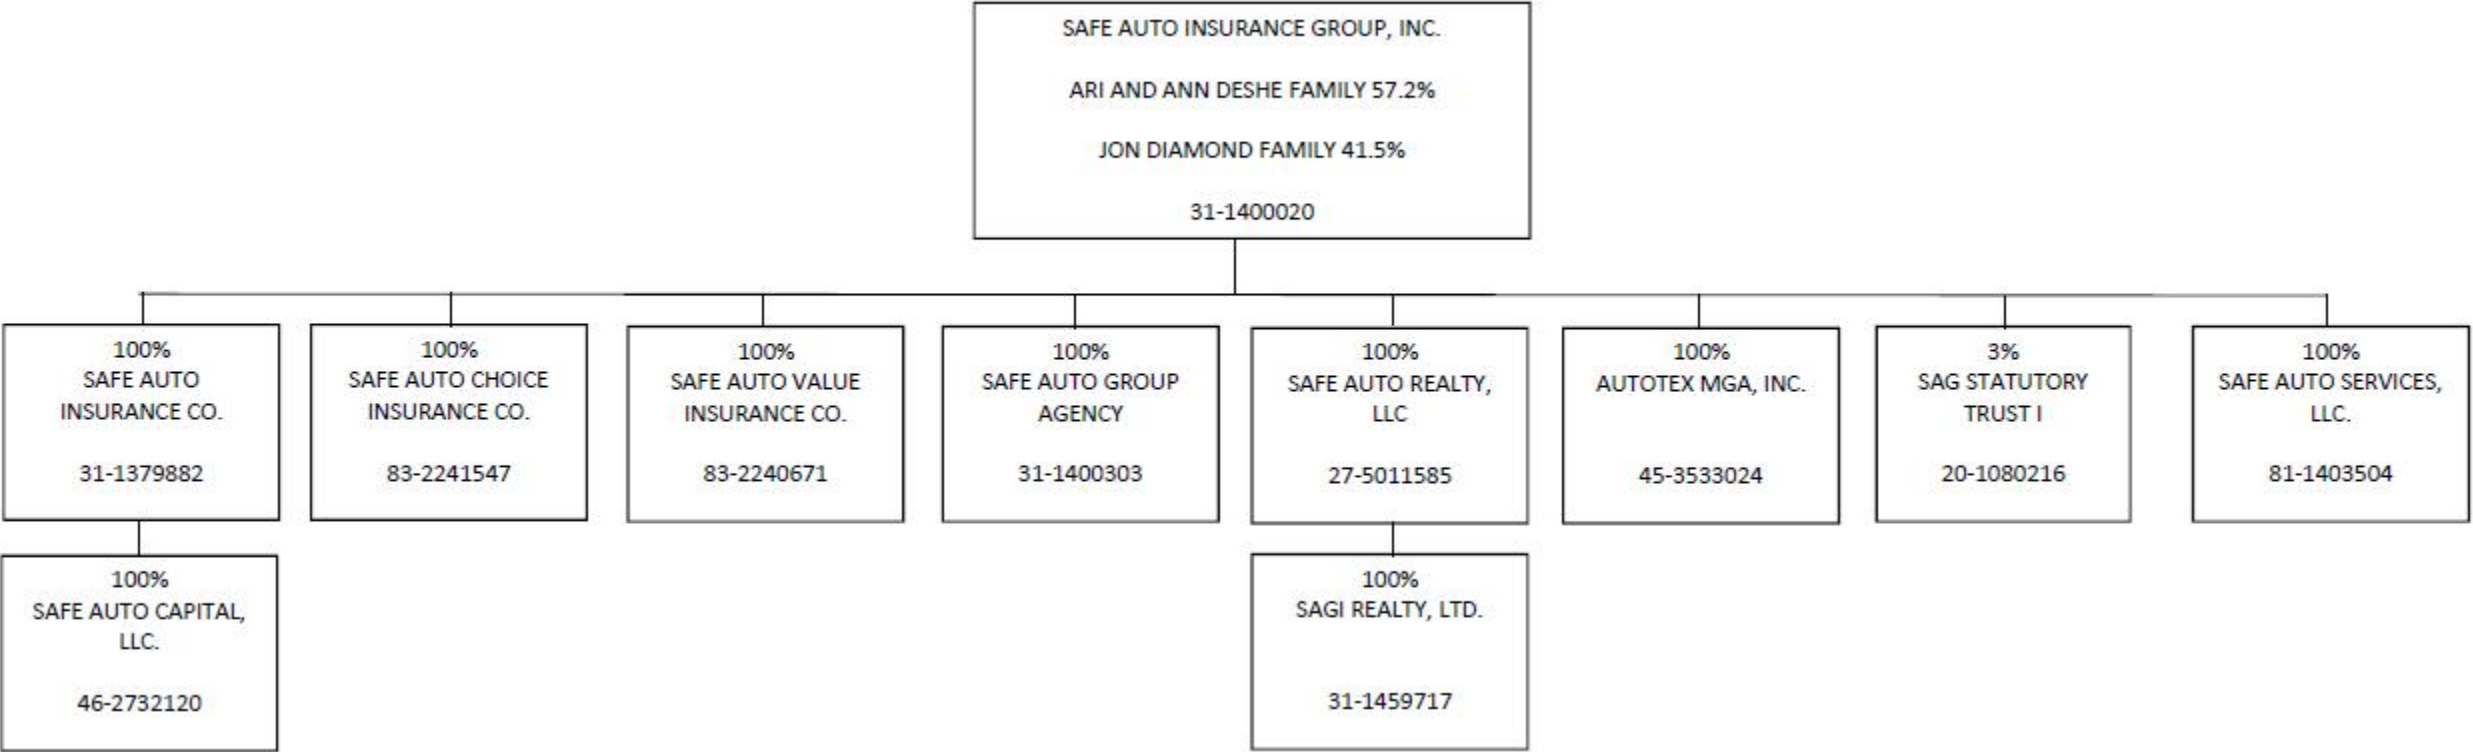 SAFE AUTO INSURANCE GROUP, INC.
ARI AND ANN DESHE FAMILY 57.2%
JON DIAMOND FAMILY 41.5%
31-1400020
100%
SAFE AUTO
INSURANCE CO.
31-1379882
100%
SAFE AUTO CHOICE
INSURANCE CO.
83-2241547
100%
SAFE AUTO VALUE
INSURANCE CO.
83-2240671
100%
SAFE AUTO GROUP
AGENCY
31-1400303
100%
SAFE AUTO REALTY,
LLC
27-5011585
100%
AUTOTEX MGA, INC.
45-3533024
3%
SAG STATUTORY
TRUST I
20-1080216
100%
SAFE AUTO SERVICES,
LLC.
81-1403504
100%
SAFE AUTO CAPITAL,
LLC.
46-2732120
100%
SAGI REALTY, LTD.
31-1459717